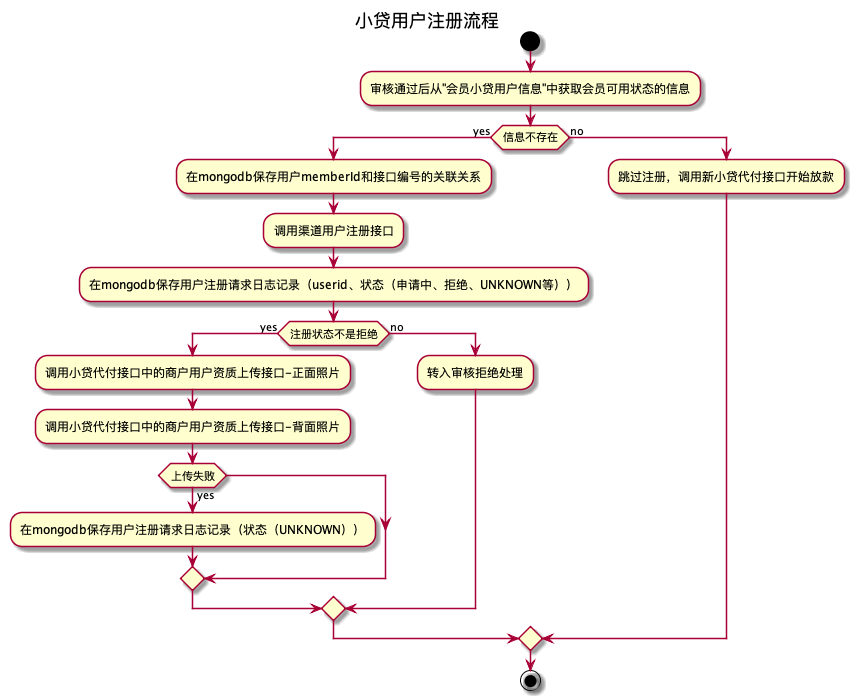 小贷用户注册流程
审核通过后从"会员小贷用户信息"中获取会员可用状态的信息
yes
信息不存在
no
在mongodb保存用户memberId和接口编号的关联关系
跳过注册，调用新小贷代付接口开始放款
调用渠道用户注册接口
在mongodb保存用户注册请求日志记录（userid、状态（申请中、拒绝、UNKNOWN等））
yes
注册状态不是拒绝
no
调用小贷代付接口中的商户用户资质上传接口-正面照片
转入审核拒绝处理
调用小贷代付接口中的商户用户资质上传接口-背面照片
上传失败
yes
在mongodb保存用户注册请求日志记录（状态（UNKNOWN））